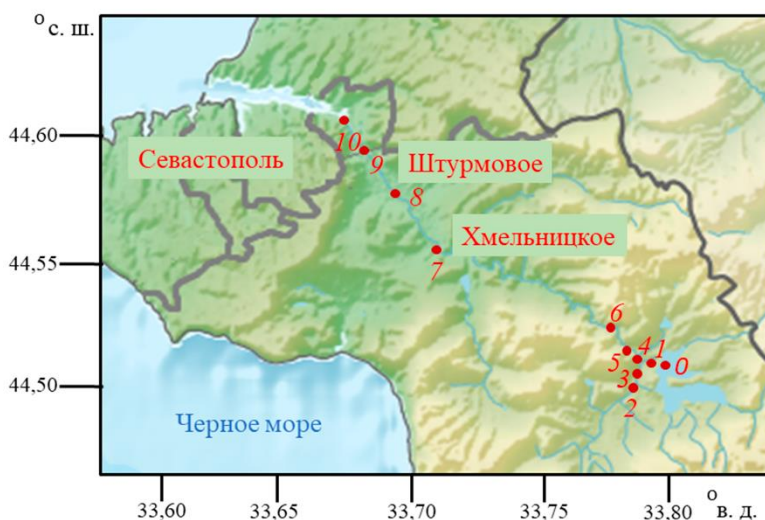 о
с. ш.
44,60
10
9
Севастополь
Штурмовое
8
Хмельницкое
7
44,55
6
4
1
0
5
3
2
44,50
Черное море
33,60
33,65
33,70
33,75
33,80
о
в. д.